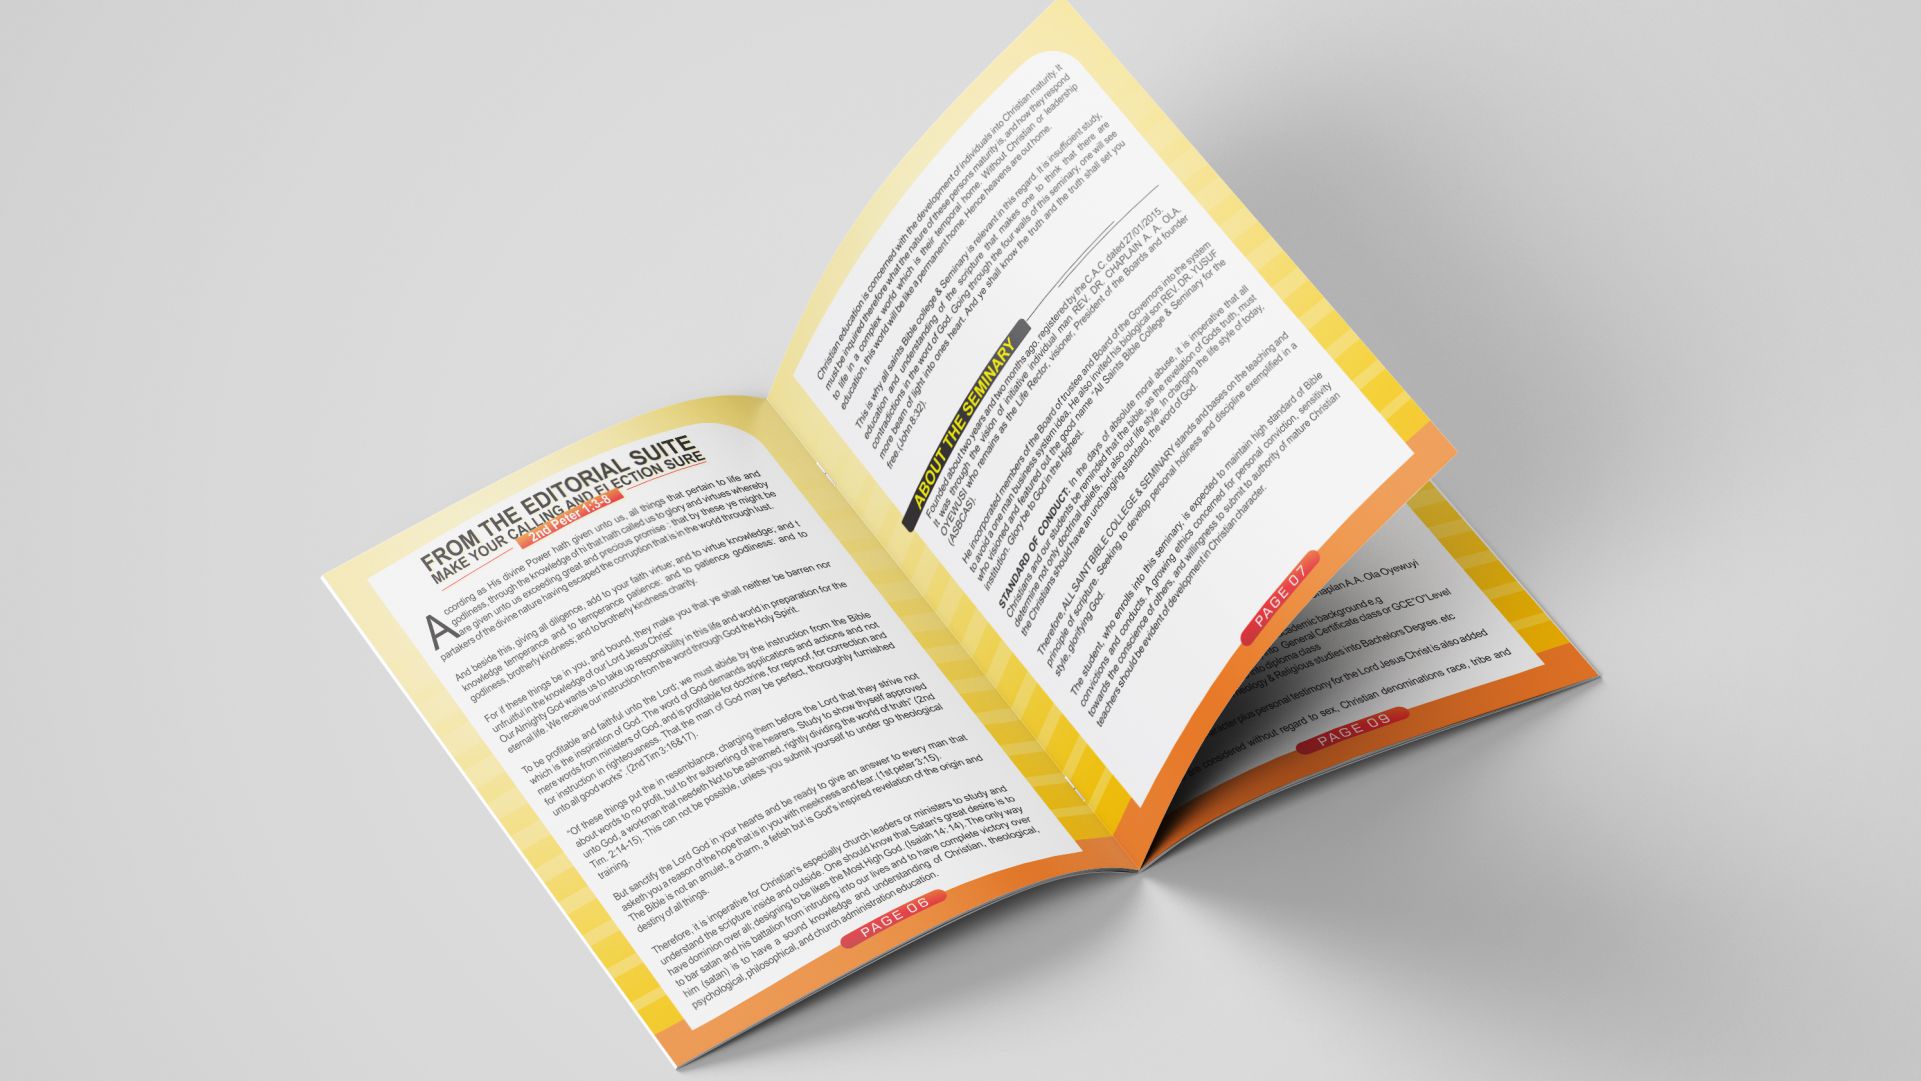 FROM THE EDITORIAL SUITE
MAKE YOUR CALLING AND ELECTION SURE
2nd Peter 1:3-8
According as His divine Power hath given unto us, all things that pertain to life and
godliness, through the knowledge of hi that hath called us to glory and virtues whereby
are given unto us exceeding great and precious promise : that by these ye might be
partakers of the divine nature having escaped the corruption that is in the world through lust.
And beside this, giving all diligence, add to your faith virtue; and to virtue knowledge; and t
knowledge temperance and to temperance patience: and to patience godliness: and to
godliness, brotherly kindness; and to brotherly kindness charity.
For if these things be in you, and bound, they make you that ye shall neither be barren nor
unfruitful in the knowledge of our Lord Jesus Christ"
Our Almighty God wants us to take up responsibility in this life and world in preparation for the
eternal life. We receive our instruction from the word through God the Holy Spirit.
To be profitable and faithful unto the Lord; we must abide by the instruction from the Bible
which is the inspiration of God. The word of God demands applications and actions and not
mere words from ministers of God, and is profitable for doctrine, for reproof, for correction and
for instruction in righteousness. That the man of God may be perfect, thoroughly furnished
into all good works". (2nd Tim 3:16&17).
"Of these things put the in resemblance, charging them before the Lord that they strive not
about words to no profit, but to thr subverting of the hearers. Study to show thyself approved
unto God, a workman that needeth Not to be ashamed, rightly dividing the world of truth" (2nd
Tim. 2:14-15). This can not be possible, unless you submit yourself to under go theological
training.
But sanctify the Lord God in your hearts and be ready to give an answer to every man that
asketh you a reason of the hope that is in you with meekness and fear. (1st peter 3:15).
The Bible is not an amulet, a charm, a fetish but is God's inspired revelation of the origin and
destiny of all things.
Therefore, it is imperative for Christian's especially church leaders or ministers to study and
understand the scripture inside and outside. One should know that Satan's great desire is to
have dominion over all; designing to be likes the Most High God. (Isaiah 14:.14). The only way
to bar satan and his battalion from intruding into our lives and to have complete victory over
him (satan) is to have a sound knowledge and understanding of Christian, theological,
psychological, philosophical, and church administration education.
PAGE 06
Christian education is concerned with the development of individuals into Christian maturity. It
must be inquired therefore what the nature of these persons maturity is, and how they respond
to life in a complex world which is their temporal home. Without Christian or leadership
education, this world will be like a permanent home. Hence heavens are out home.
This is why all saints Bible college & Seminary is relevant in this regard. It is insufficient study,
education and understanding of the scripture that makes one to think that there are
contradictions in the word of God. Going through the four walls of this seminary, one will see
more beam of light into ones heart. And ye shall know the truth and the truth shall set you
free.(John 8:32).
ABOUT THE SEMINARY
Founded about two years and two months ago. registered by the C.A.C. dated 27/01/2015.
It was through the vision of initiative individual man REV. DR. CHAPLAIN A. A. OLA.
OYEWUSI who remains as the Life Rector, visioner, President of the Boards and founder
(ASBCAS).
He incorporated members of the Board of trustee and Board of the Governors into the system
to avoid a one man business system idea, He also invited his biological son REV. DR. YUSUF
who visioned and featured out the good name "All Saints Bible College & Seminary for the
institution. Glory be to God in the Highest.
STANDARD OF CONDUCT: In the days of absolute moral abuse, it is imperative that all
Christians and our students be reminded that the bible, as the revelation of Gods truth, must
determine not only doctrinal beliefs, but also our life style. In changing the life style of today,
the Christians should have an unchanging standard, the word of God.
Therefore, ALL SAINT BIBLE COLLEGE & SEMINARY stands and bases on the teaching and
principle of scripture. Seeking to develop personal holiness and discipline exemplified in a
style, glorifying God.
The student, who enrolls into this seminary, is expected to maintain high standard of Bible
convictions and conducts. A growing ethics concerned for personal conviction, sensitivity
towards the conscience of others, and willingness to submit to authority of mature Christian
teachers should be evident of development in Christian character.
PAGE 07
haplain A.A. Ola Oyewuyi
cademic background e.g
into General Certificate class or GCE"O"Level
into diploma class
eology & Religious studies into Bachelors Degree. etc
racter plus personal testimony for the Lord Jesus Christ is also added
are considered without regard to sex, Christian denominations race, tribe and
PAGE 09